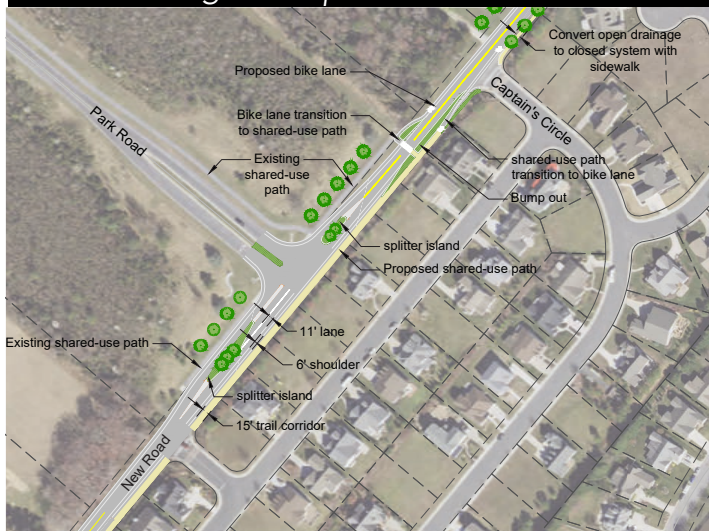 Convert open drainage
to closed system with
sidewalk
Proposed bike lane
Captain's Circle
Park Road
Bike lane transition
to shared-use path
Existing
shared-use
path
shared-use path
transition to bike lane
Bump out
splitter island
Proposed shared-use path
11' lane
Existing shared-use path
6' shoulder
splitter island
15' trail corridor
New Road